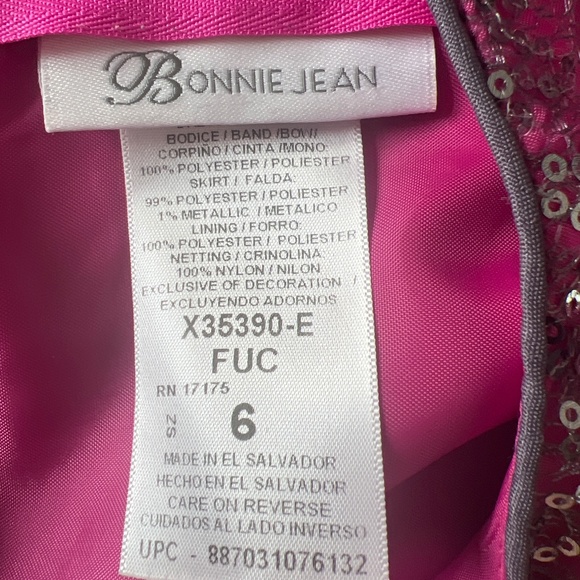 BONNIE JEAN
BODICE / BAND /BOW/
CORPIÑO / CINTA /MONO:
100% POLYESTER / POLIESTER
SKIRT / FALDA:
99% POLYESTER / POLIESTER
1% METALLIC / METALICO
LINING / FORRO:
100% POLYESTER / POLIESTER
NETTING / CRINOLINA:
100% NYLON / NILON
EXCLUSIVE OF DECORATION /
EXCLUYENDO ADORNOS
X35390-E
FUC
RN 17175
SZ 6
MADE IN EL SALVADOR
HECHO EN EL SALVADOR
CARE ON REVERSE
CUIDADOS AL LADO INVERSO
UPC - 887031076132